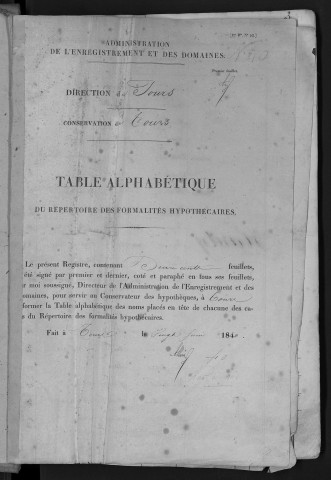 ADMINISTRATION
DE L'ENREGISTREMENT ET DES DOMAINES.
DIRECTION d Tours
CONSERVATION d Tours
TABLE ALPHABÉTIQUE
DU RÉPERTOIRE DES FORMALITÉS HYPOTHÉCAIRES.
Le présent Registre, contenant feuillets,
été signé par premier et dernier, coté et paraphé en tous ses feuillets,
r moi soussigné, Directeur de l'Administration de l'Enregistrement et des
omaines, pour servir au Conservateur des hypothèques, à Tours
former la Table alphabétique des noms placés en tête de chacune des ca-
s du Répertoire des formalités hypothécaires.
Fait à Tours le 184